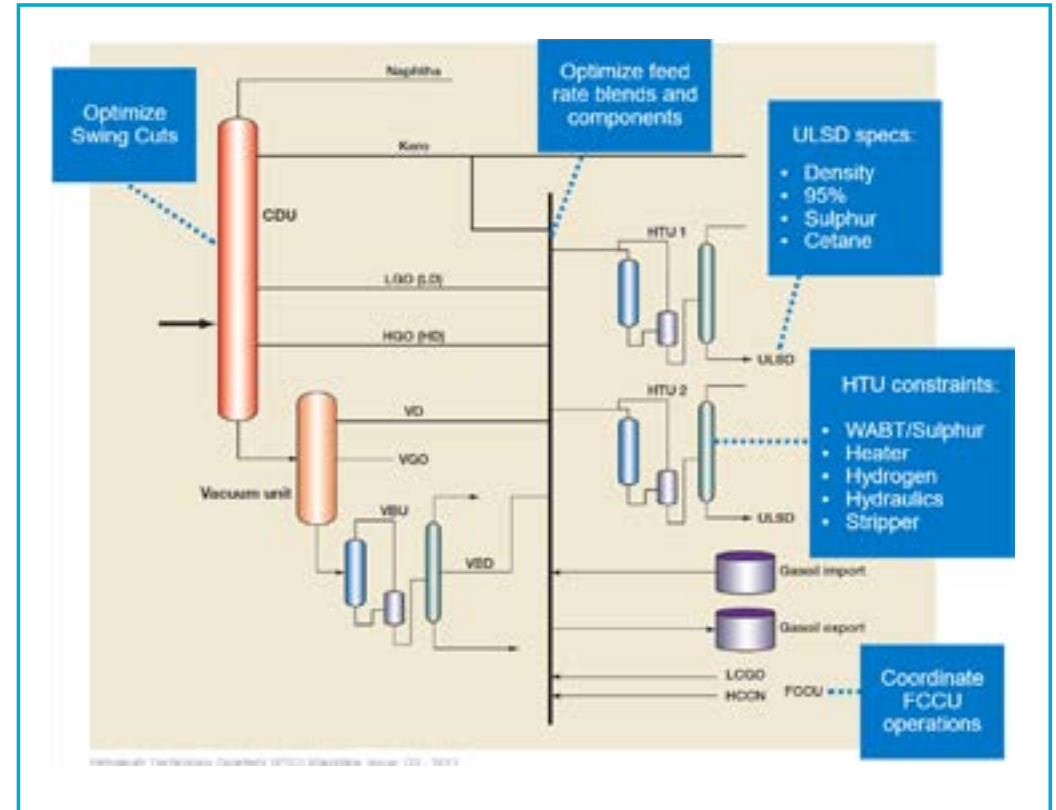 Naphtha
Optimize
Swing Cuts
Optimize feed
rate blends and
components
ULSD specs:
• Density
• 95%
• Sulphur
• Cetane
Kero
CDU
HTU 1
LGO (LD)
HGO (HD)
ULSD
HTU 2
HTU constraints:
• WABT/Sulphur
• Heater
• Hydrogen
• Hydraulics
• Stripper
VD
VGO
Vacuum unit
VBU
ULSD
VBD
Gasoil import
Gasoil export
LCGO
HCCN
FCCU
Coordinate
FCCU
operations